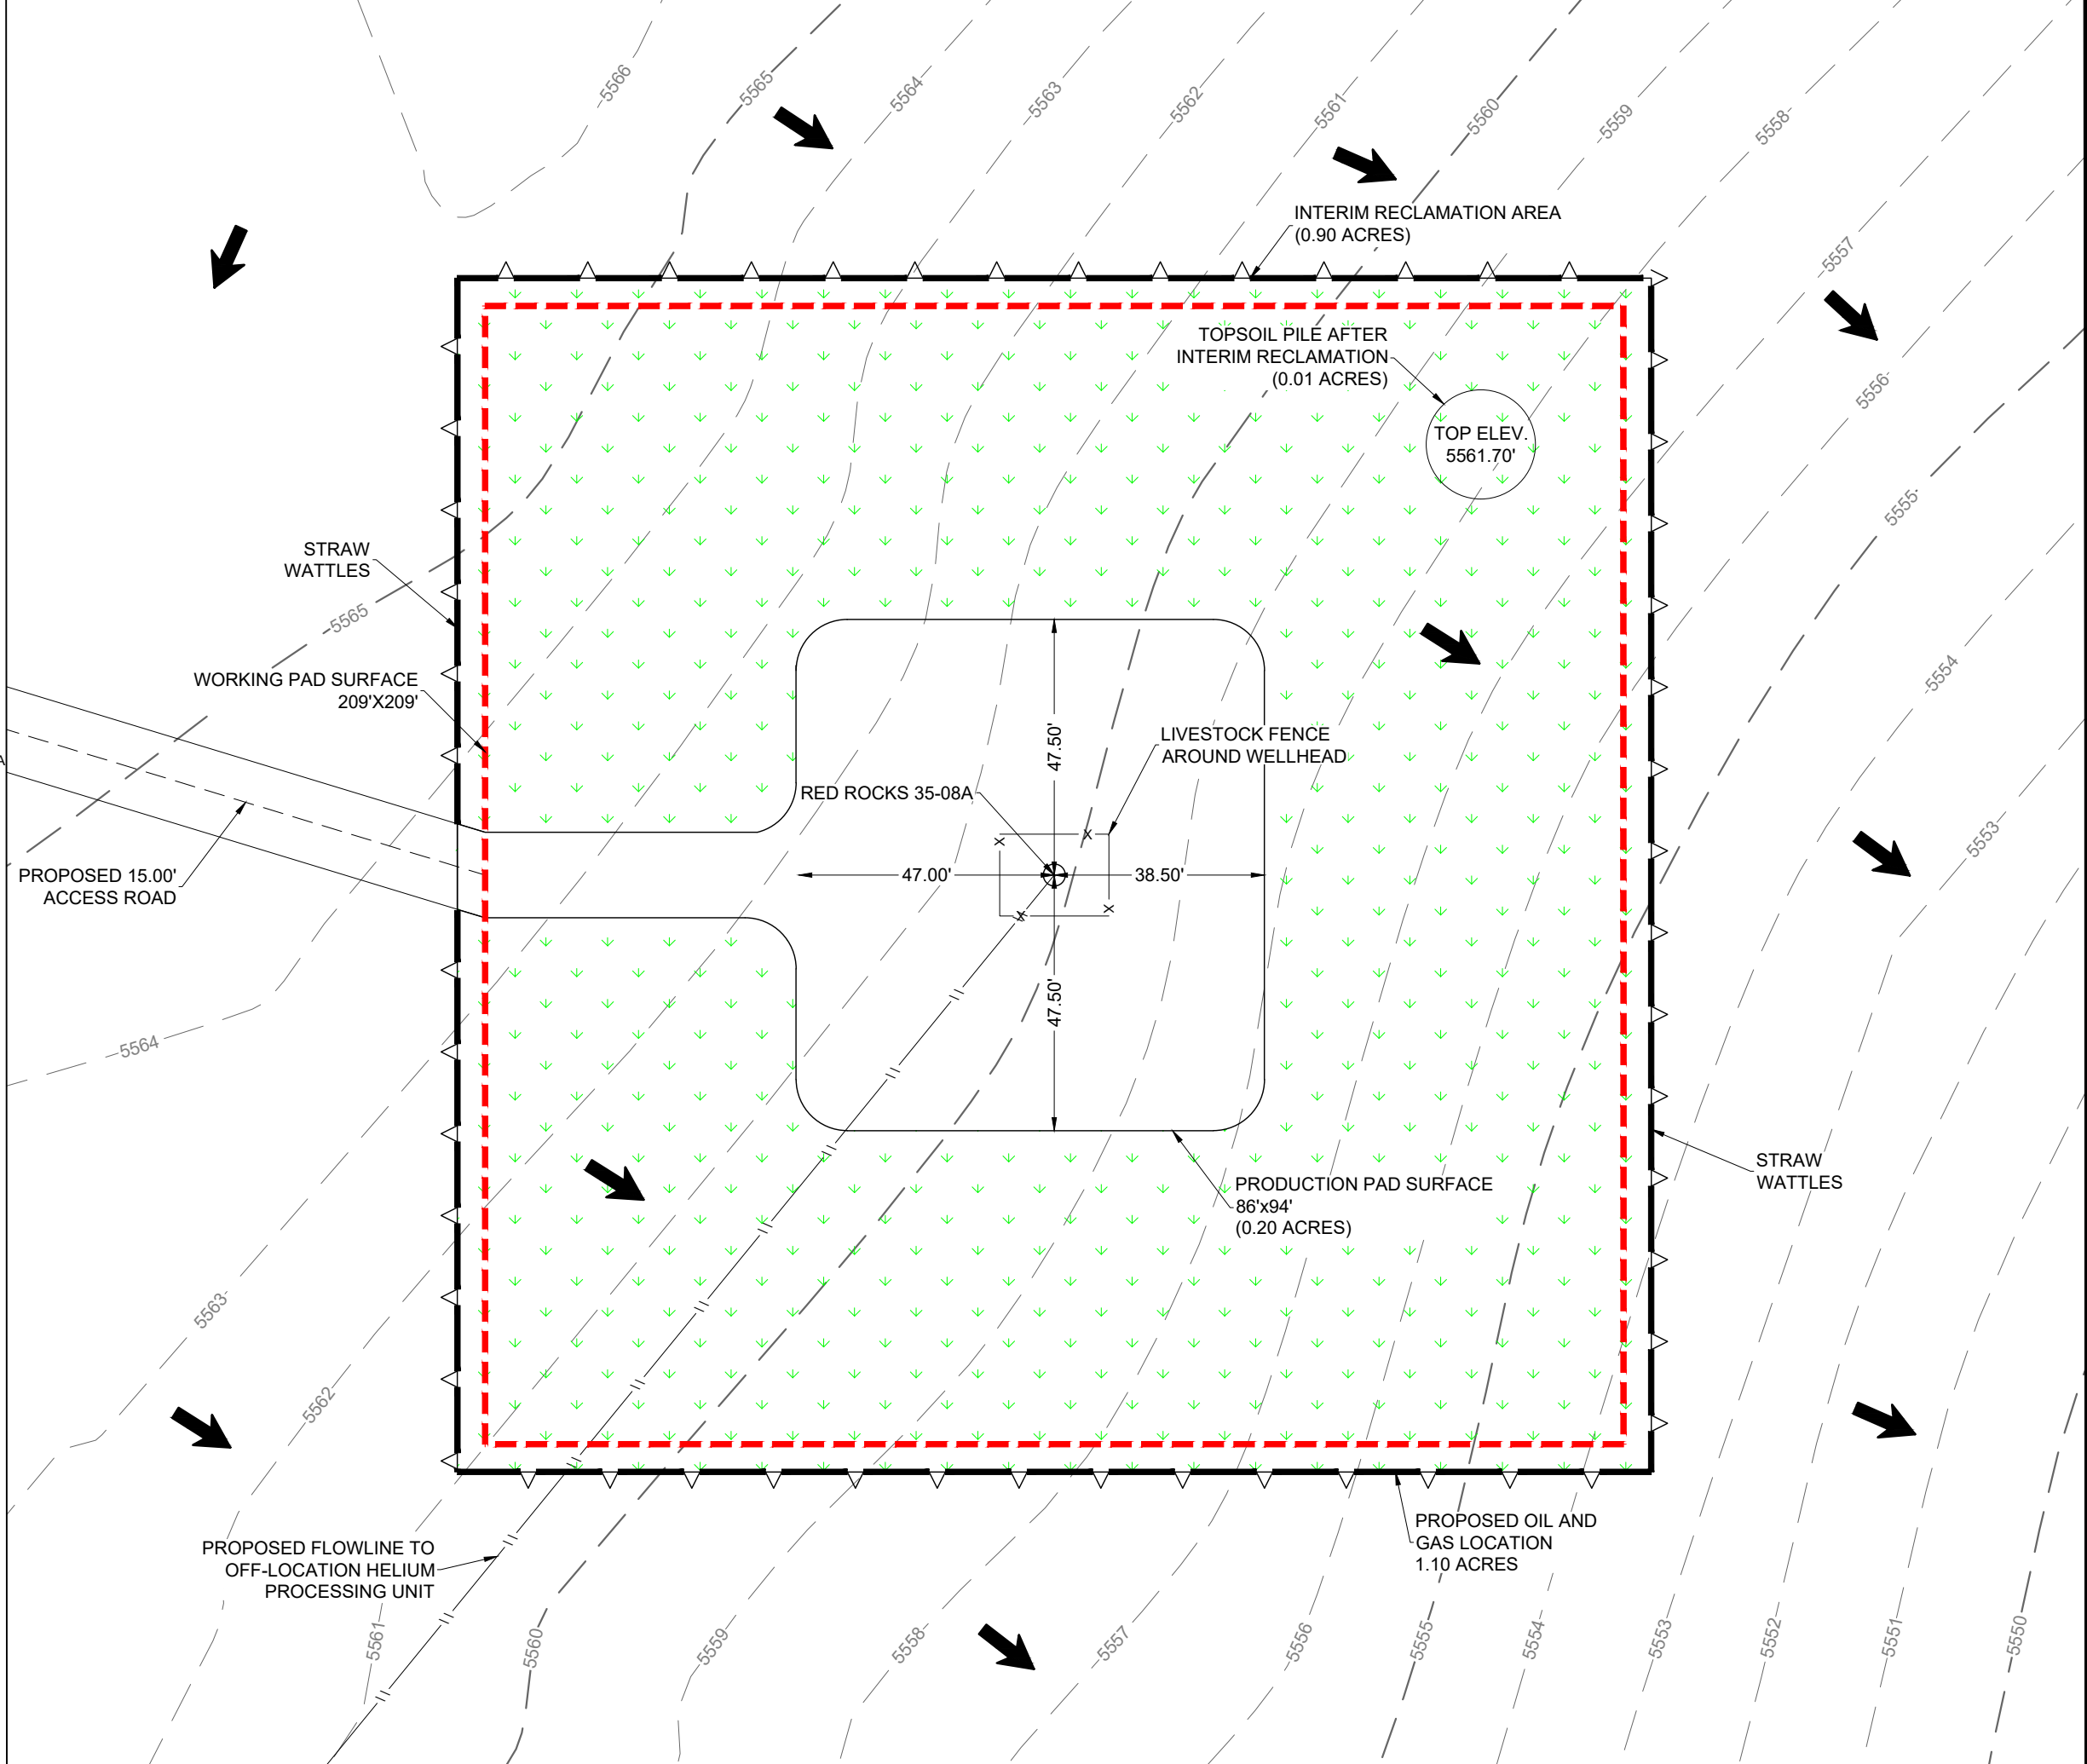 5566
5565
5564
5563
5562
5561
5560
5559
5558
INTERIM RECLAMATION AREA
(0.90 ACRES)
5557
TOPSOIL PILE AFTER
INTERIM RECLAMATION
(0.01 ACRES)
5556
TOP ELEV.
5561.70'
5555
STRAW
WATTLES
5565
5554
WORKING PAD SURFACE
209'X209'
47.50'
LIVESTOCK FENCE
AROUND WELLHEAD
A
RED ROCKS 35-08A
X
X
5553
PROPOSED 15.00'
ACCESS ROAD
47.00'
38.50'
X
X
47.50'
5564
STRAW
WATTLES
PRODUCTION PAD SURFACE
86'x94'
(0.20 ACRES)
5563
5562
PROPOSED OIL AND
GAS LOCATION
1.10 ACRES
PROPOSED FLOWLINE TO
OFF-LOCATION HELIUM
PROCESSING UNIT
5561
5560
5559
5558
5557
5556
5555
5554
5553
5552
5551
5550